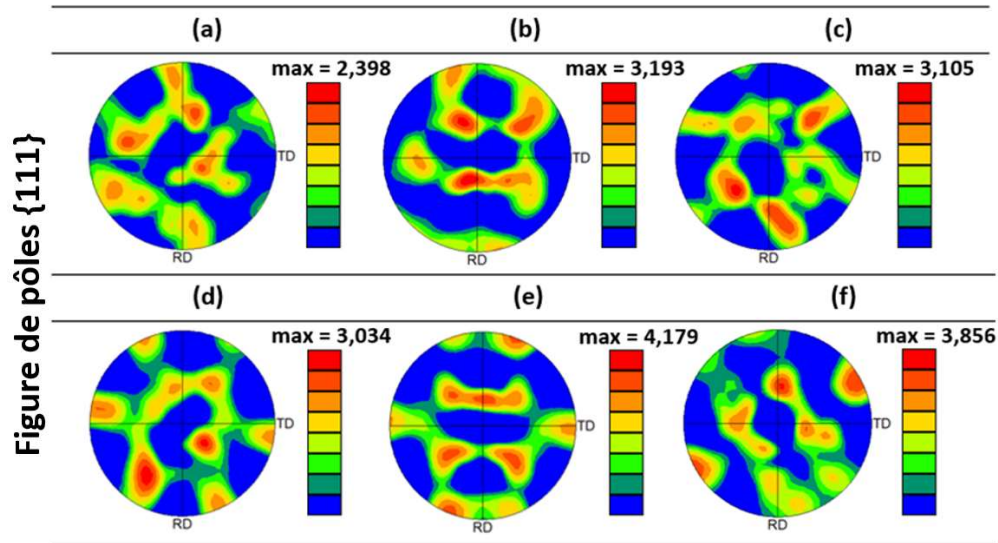 Figure de pôles {111}
(a)
(b)
(c)
max = 2,398
max = 3,193
max = 3,105
TD
TD
TD
RD
RD
RD
(d)
(e)
(f)
max = 3,034
max = 4,179
max = 3,856
TD
TD
TD
RD
RD
RD